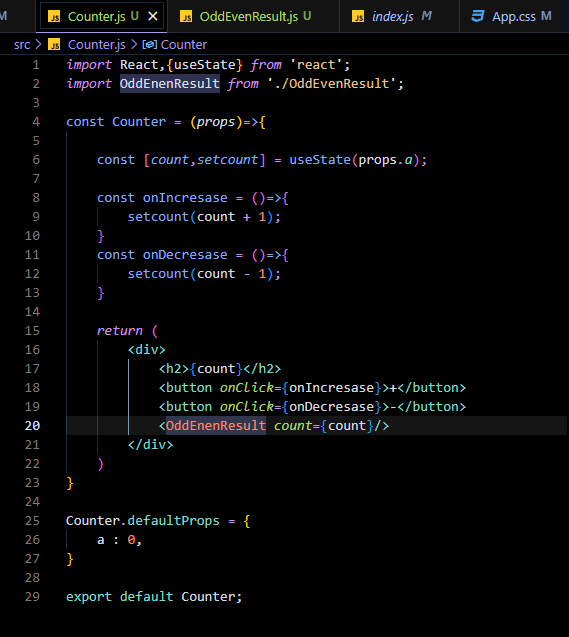 M JS Counter.js U × JS OddEvenResult.js U JS index.js M App.css M
src > JS Counter.js > Counter
1 import React,{useState} from 'react';
2 import OddEnenResult from './OddEvenResult';
3
4 const Counter = (props)=>{
5
6 const [count,setcount] = useState(props.a);
7
8 const onIncresase = ()=>{
9 setcount(count + 1);
10 }
11 const onDecresase = ()=>{
12 setcount(count - 1);
13 }
14
15 return (
16 <div>
17 <h2>{count}</h2>
18 <button onClick={onIncresase}>+</button>
19 <button onClick={onDecresase}>-</button>
20 <OddEnenResult count={count}/>
21 </div>
22 )
23 }
24
25 Counter.defaultProps = {
26 a : 0,
27 }
28
29 export default Counter;